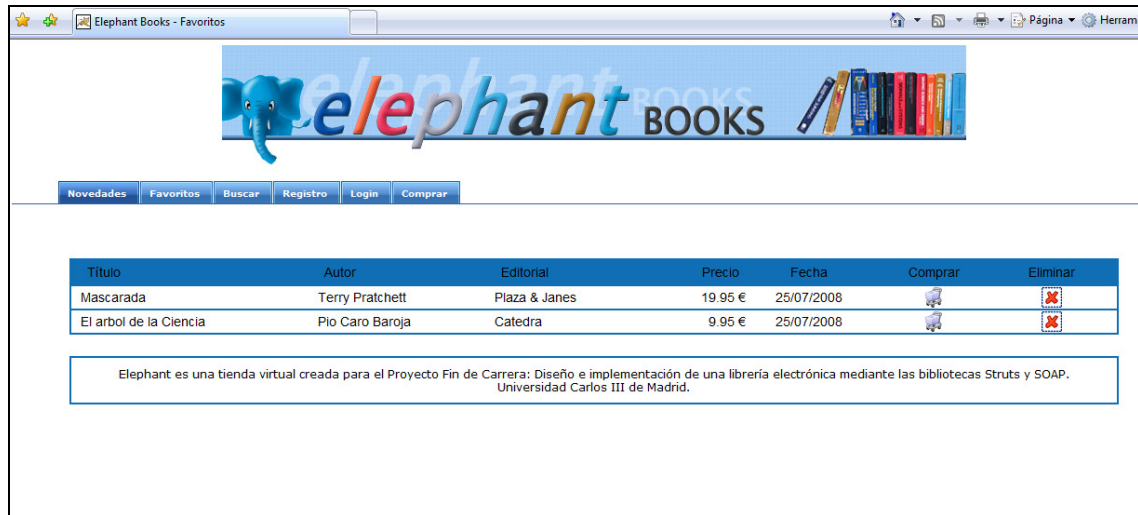 Elephant Books - Favoritos
Página
Herram
elephant BOOKS
Novedades Favoritos Buscar Registro Login Comprar
Título Autor Editorial Precio Fecha Comprar Eliminar
Mascarada Terry Pratchett Plaza & Janes 19.95 € 25/07/2008
El arbol de la Ciencia Pio Caro Baroja Catedra 9.95 € 25/07/2008
Elephant es una tienda virtual creada para el Proyecto Fin de Carrera: Diseño e implementación de una librería electrónica mediante las bibliotecas Struts y SOAP.
Universidad Carlos III de Madrid.